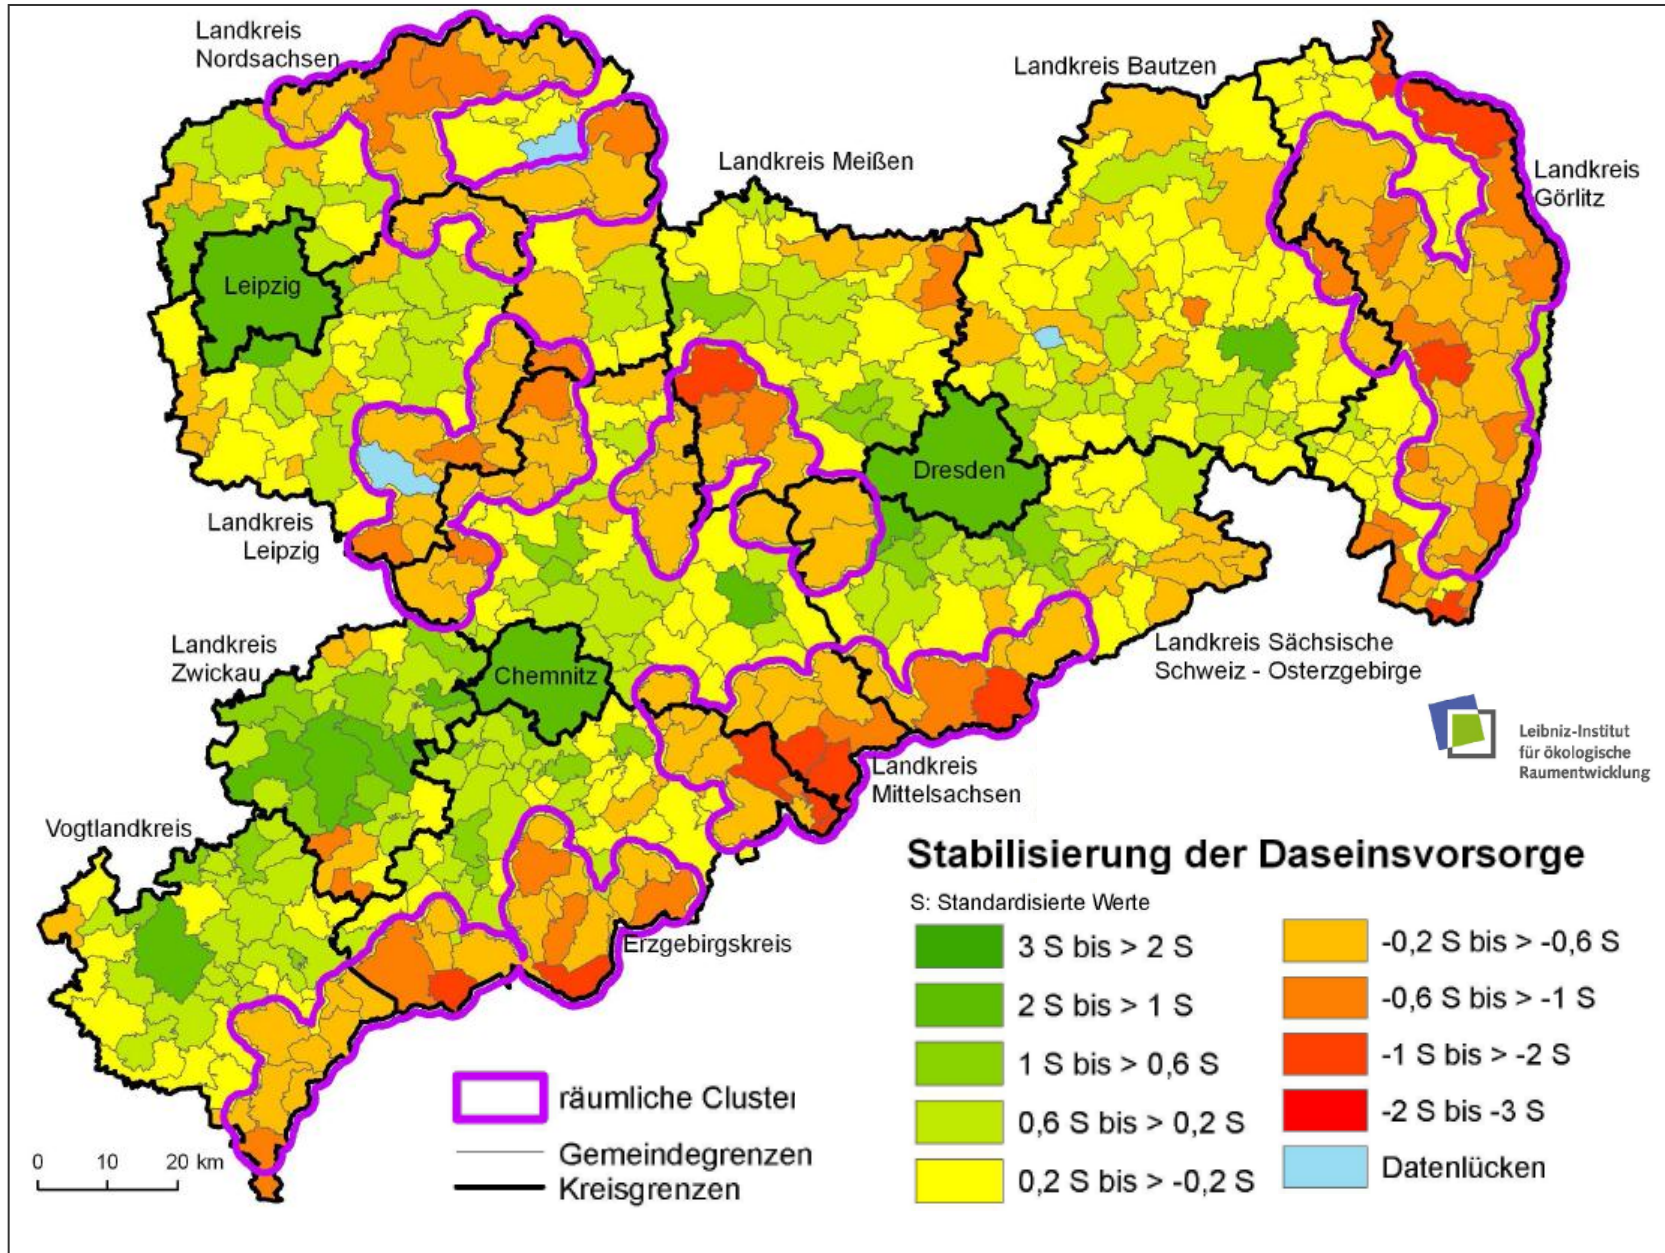 Landkreis
Nordsachsen
Landkreis Bautzen
Landkreis Meißen
Landkreis
Görlitz
Leipzig
Dresden
Landkreis
Leipzig
Landkreis
Zwickau
Chemnitz
Landkreis Sächsische
Schweiz - Osterzgebirge
Landkreis
Mittelsachsen
Vogtlandkreis
Erzgebirgskreis
Leibniz-Institut
für ökologische
Raumentwicklung
Stabilisierung der Daseinsvorsorge
S: Standardisierte Werte
3 S bis > 2 S
2 S bis > 1 S
1 S bis > 0,6 S
0,6 S bis > 0,2 S
0,2 S bis > -0,2 S
-0,2 S bis > -0,6 S
-0,6 S bis > -1 S
-1 S bis > -2 S
-2 S bis -3 S
Datenlücken
räumliche Cluster
Gemeindegrenzen
Kreisgrenzen
0 10 20 km